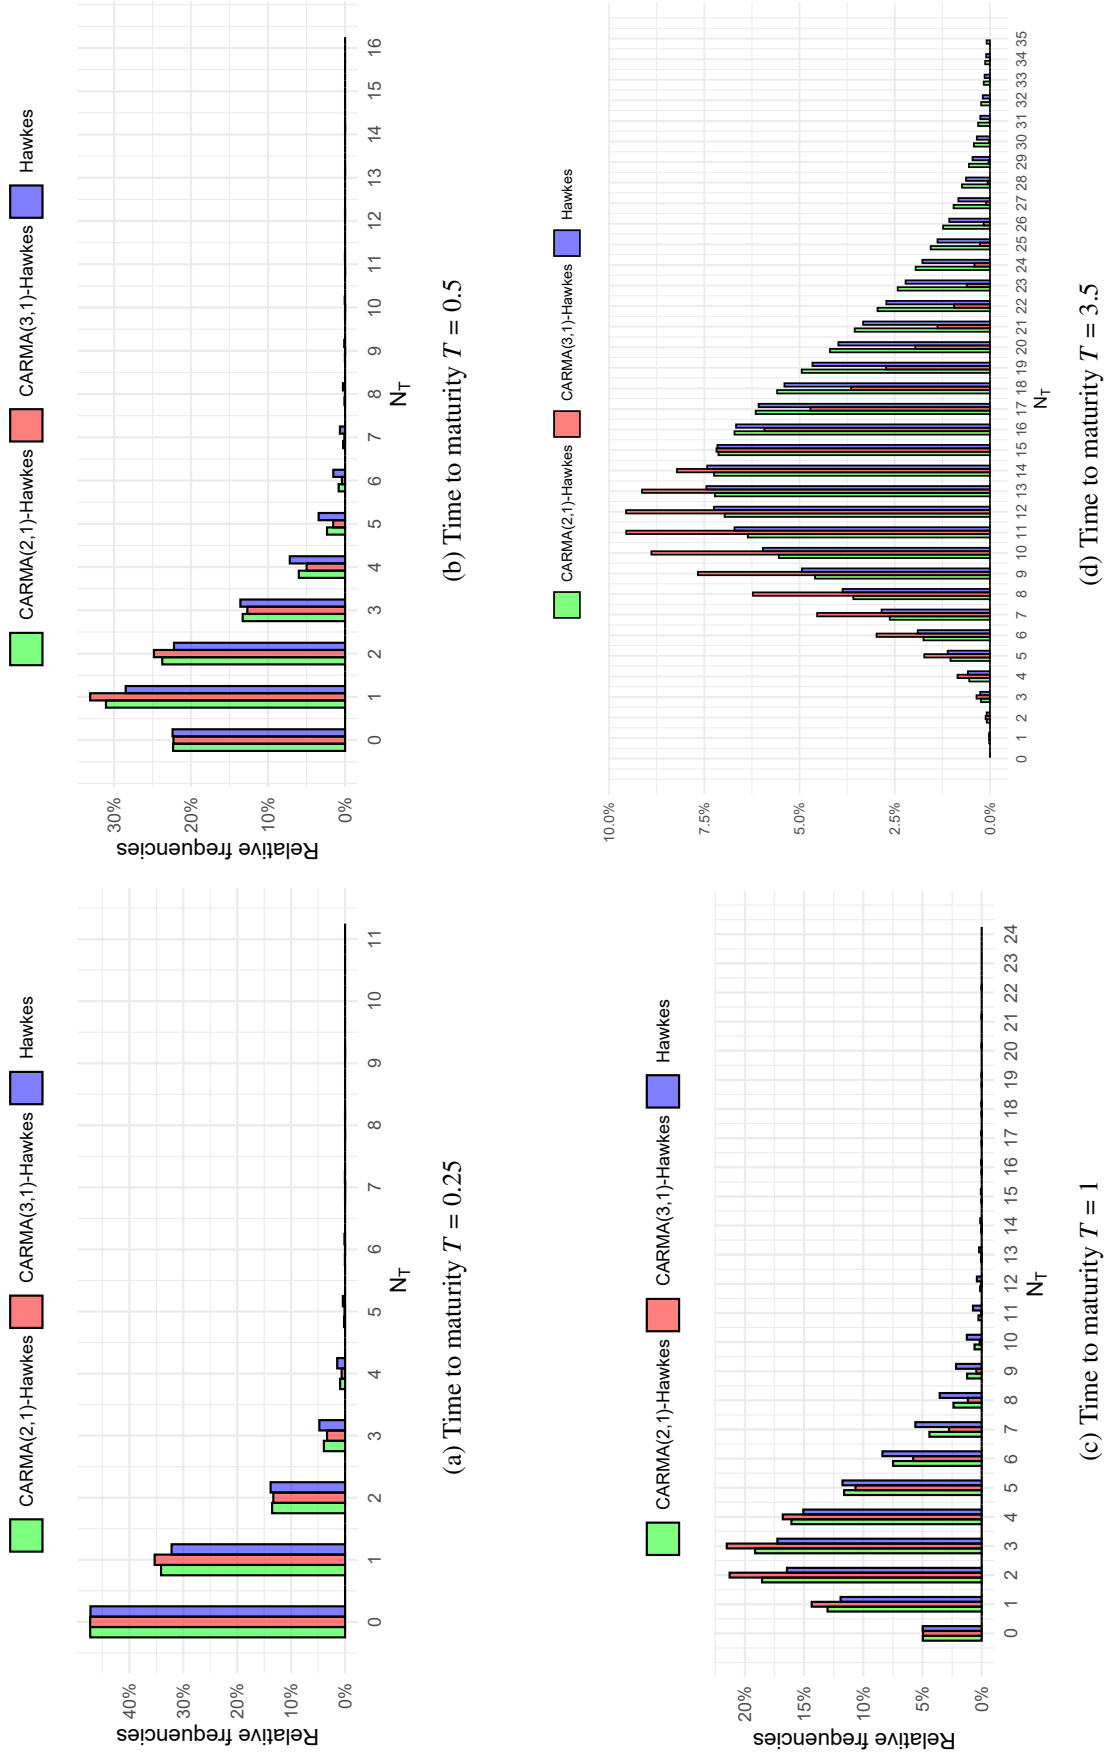 CARMA(2,1)-Hawkes CARMA(3,1)-Hawkes Hawkes
Relative frequencies
40%
30%
20%
10%
0%
0 1 2 3 4 5 6 7 8 9 10 11
N_T
(a) Time to maturity T = 0.25
CARMA(2,1)-Hawkes CARMA(3,1)-Hawkes Hawkes
Relative frequencies
30%
20%
10%
0%
0 1 2 3 4 5 6 7 8 9 10 11 12 13 14 15 16
N_T
(b) Time to maturity T = 0.5
CARMA(2,1)-Hawkes CARMA(3,1)-Hawkes Hawkes
Relative frequencies
20%
15%
10%
5%
0%
0 1 2 3 4 5 6 7 8 9 10 11 12 13 14 15 16 17 18 19 20 21 22 23 24
N_T
(c) Time to maturity T = 1
CARMA(2,1)-Hawkes CARMA(3,1)-Hawkes Hawkes
10.0%
7.5%
5.0%
2.5%
0.0%
0 1 2 3 4 5 6 7 8 9 10 11 12 13 14 15 16 17 18 19 20 21 22 23 24 25 26 27 28 29 30 31 32 33 34 35
N_T
(d) Time to maturity T = 3.5